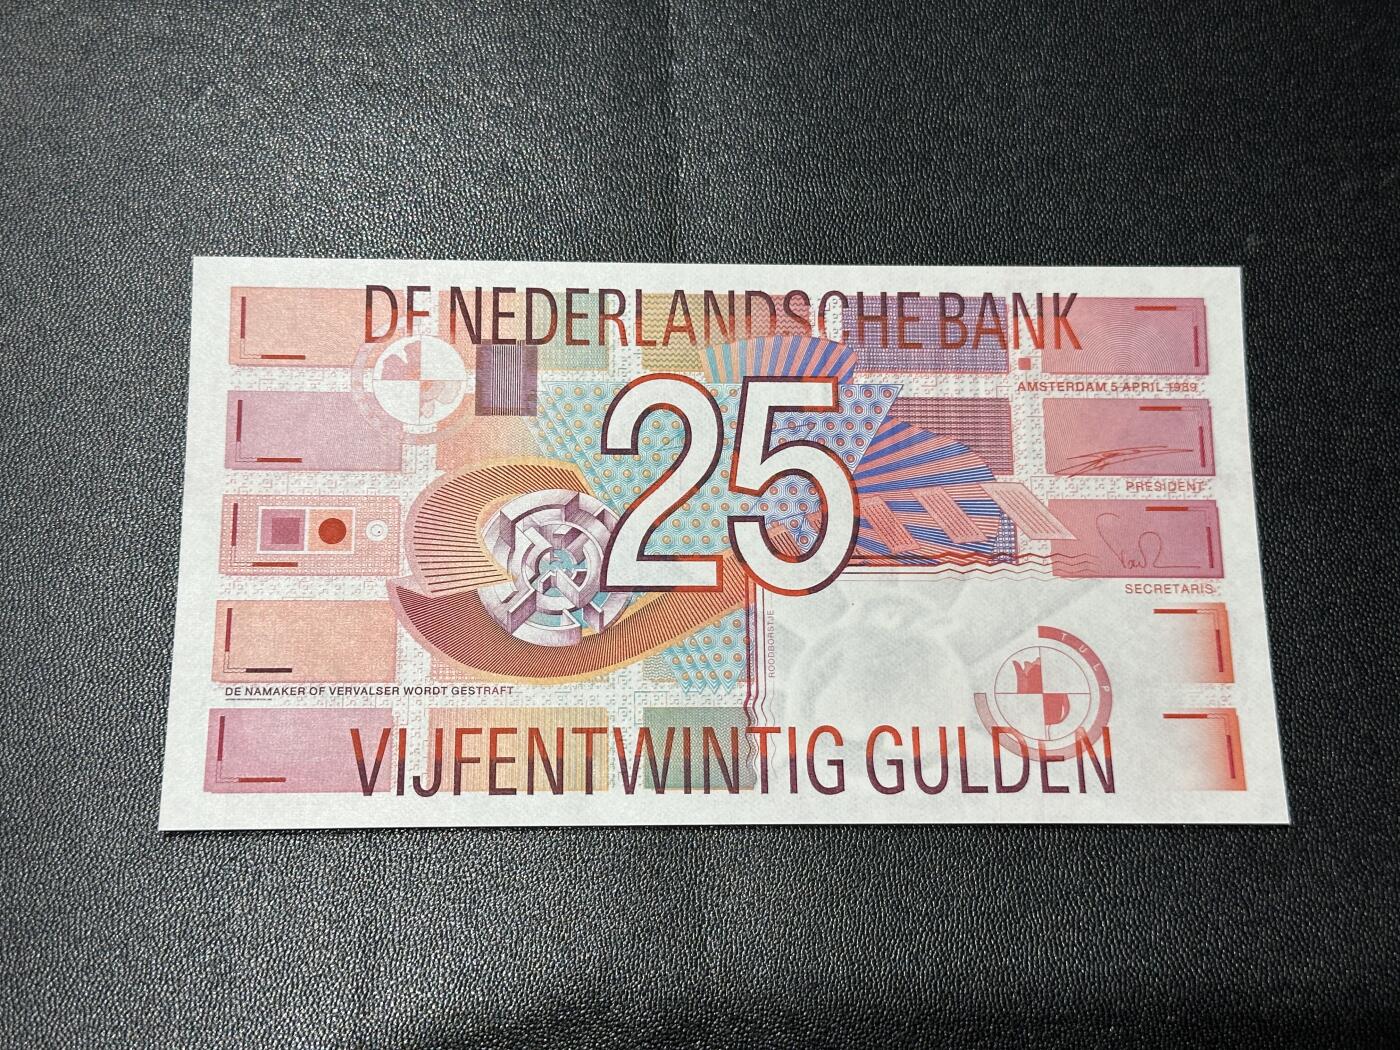 DE NEDERLANDSCHE BANK
AMSTERDAM 5 APRIL 1989
25
PRESIDENT
SECRETARIS
ROODBORSTJE
TULP
DE NAMAKER OF VERVALSER WORDT GESTRAFT
VIJFENTWINTIG GULDEN